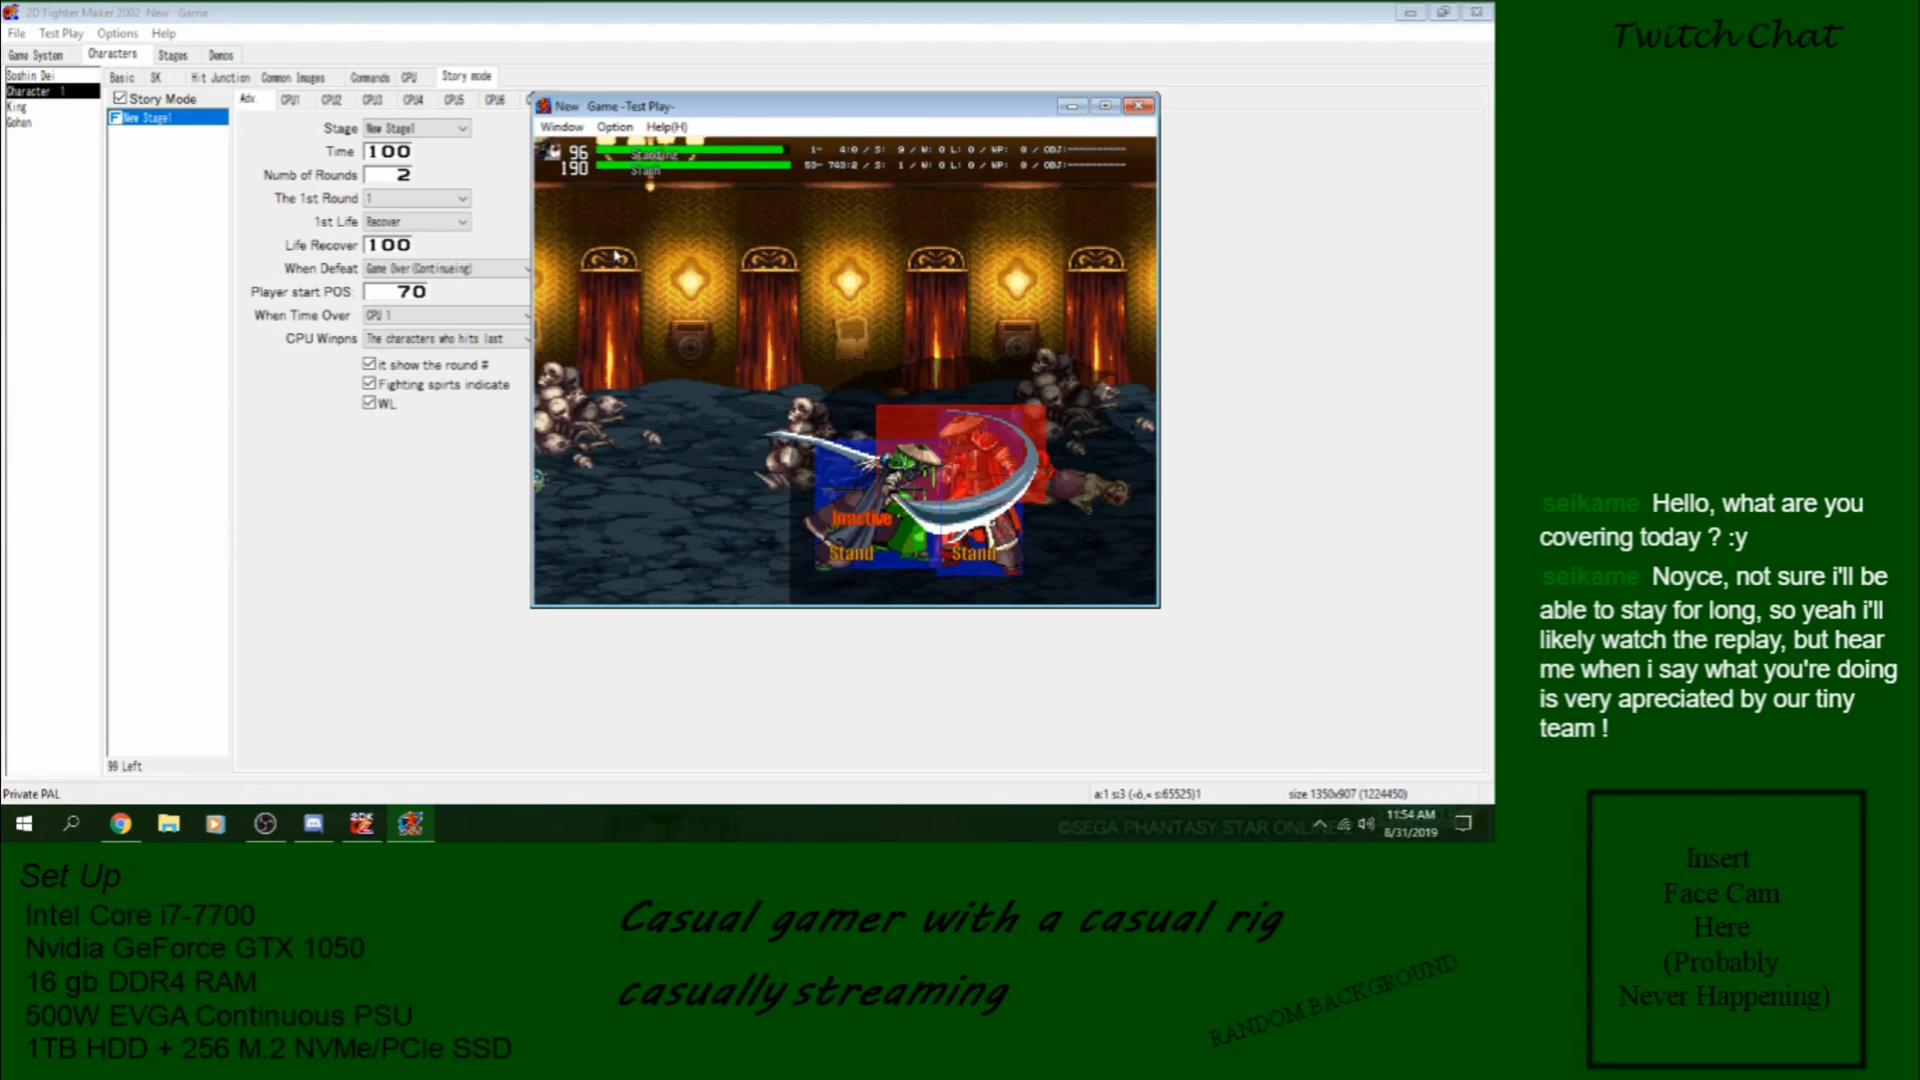 2D Fighter Maker 2002 New Game
File Test Play Options Help
Game System Characters Stages Demos
Soshin Dei
Character 1
King
Gohan
Basic SK Hit Junction Common Images Commands CPU Story mode
Story Mode
New Stage1
99 Left
Adv. CPU1 CPU2 CPU3 CPU4 CPU5 CPU6
Stage New Stage1
Time 100
Numb of Rounds 2
The 1st Round 1
1st Life Recover
Life Recover 100
When Defeat Game Over(Continueing)
Player start POS: 70
When Time Over CPU 1
CPU Winpns The characters who hits last
it show the round #
Fighting spirts indicate
WL
New Game -Test Play-
Window Option Help(H)
96 Standing
190
Inactive
Stand Stand
Private PAL
size 1350x907 (1224450)
©SEGA PHANTASY STAR ONLINE 2
11:54 AM
8/31/2019
Twitch Chat
seikame Hello, what are you
covering today ? :y
seikame Noyce, not sure i'll be
able to stay for long, so yeah i'll
likely watch the replay, but hear
me when i say what you're doing
is very apreciated by our tiny
team !
Set Up
Intel Core i7-7700
Nvidia GeForce GTX 1050
16 gb DDR4 RAM
500W EVGA Continuous PSU
1TB HDD + 256 M.2 NVMe/PCIe SSD
Casual gamer with a casual rig
casually streaming
RANDOM BACKGROUND
Insert
Face Cam
Here
(Probably
Never Happening)